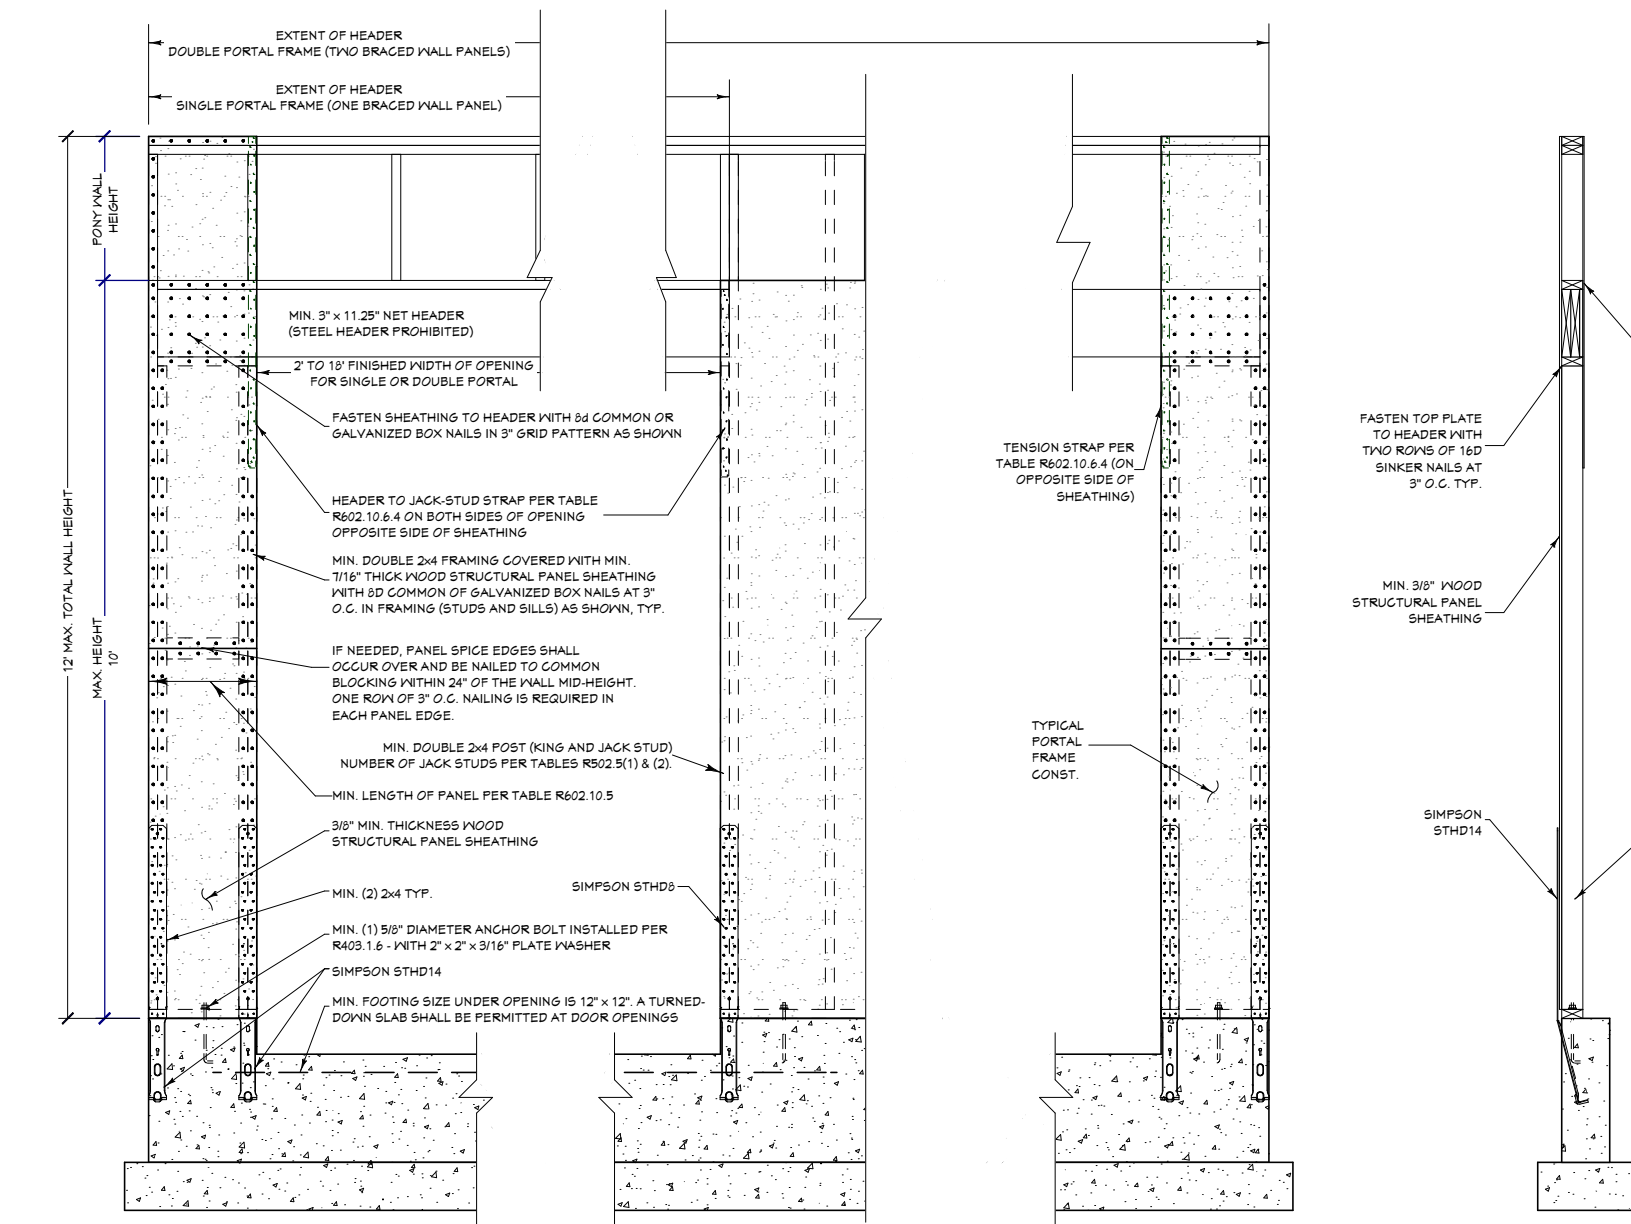 EXTENT OF HEADER
DOUBLE PORTAL FRAME (TWO BRACED WALL PANELS)
EXTENT OF HEADER
SINGLE PORTAL FRAME (ONE BRACED WALL PANEL)
PONY WALL
HEIGHT
12' MAX. TOTAL WALL HEIGHT
MAX. HEIGHT
10'
MIN. 3" x 11.25" NET HEADER
(STEEL HEADER PROHIBITED)
2' TO 18' FINISHED WIDTH OF OPENING
FOR SINGLE OR DOUBLE PORTAL
FASTEN SHEATHING TO HEADER WITH 8d COMMON OR
GALVANIZED BOX NAILS IN 3" GRID PATTERN AS SHOWN
HEADER TO JACK-STUD STRAP PER TABLE
R602.10.6.4 ON BOTH SIDES OF OPENING
OPPOSITE SIDE OF SHEATHING
MIN. DOUBLE 2x4 FRAMING COVERED WITH MIN.
7/16" THICK WOOD STRUCTURAL PANEL SHEATHING
WITH 8D COMMON OF GALVANIZED BOX NAILS AT 3"
O.C. IN FRAMING (STUDS AND SILLS) AS SHOWN, TYP.
IF NEEDED, PANEL SPICE EDGES SHALL
OCCUR OVER AND BE NAILED TO COMMON
BLOCKING WITHIN 24" OF THE WALL MID-HEIGHT.
ONE ROW OF 3" O.C. NAILING IS REQUIRED IN
EACH PANEL EDGE.
MIN. DOUBLE 2x4 POST (KING AND JACK STUD)
NUMBER OF JACK STUDS PER TABLES R502.5(1) & (2).
MIN. LENGTH OF PANEL PER TABLE R602.10.5
3/8" MIN. THICKNESS WOOD
STRUCTURAL PANEL SHEATHING
MIN. (2) 2x4 TYP.
SIMPSON STHD8
MIN. (1) 5/8" DIAMETER ANCHOR BOLT INSTALLED PER
R403.1.6 - WITH 2" x 2" x 3/16" PLATE WASHER
SIMPSON STHD14
MIN. FOOTING SIZE UNDER OPENING IS 12" x 12". A TURNED-
DOWN SLAB SHALL BE PERMITTED AT DOOR OPENINGS
TENSION STRAP PER
TABLE R602.10.6.4 (ON
OPPOSITE SIDE OF
SHEATHING)
TYPICAL
PORTAL
FRAME
CONST.
FASTEN TOP PLATE
TO HEADER WITH
TWO ROWS OF 16D
SINKER NAILS AT
3" O.C. TYP.
MIN. 3/8" WOOD
STRUCTURAL PANEL
SHEATHING
SIMPSON
STHD14